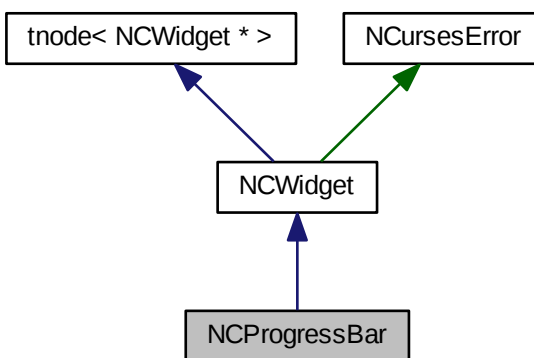 tnode< NCWidget * >
NCursesError
NCWidget
NCProgressBar